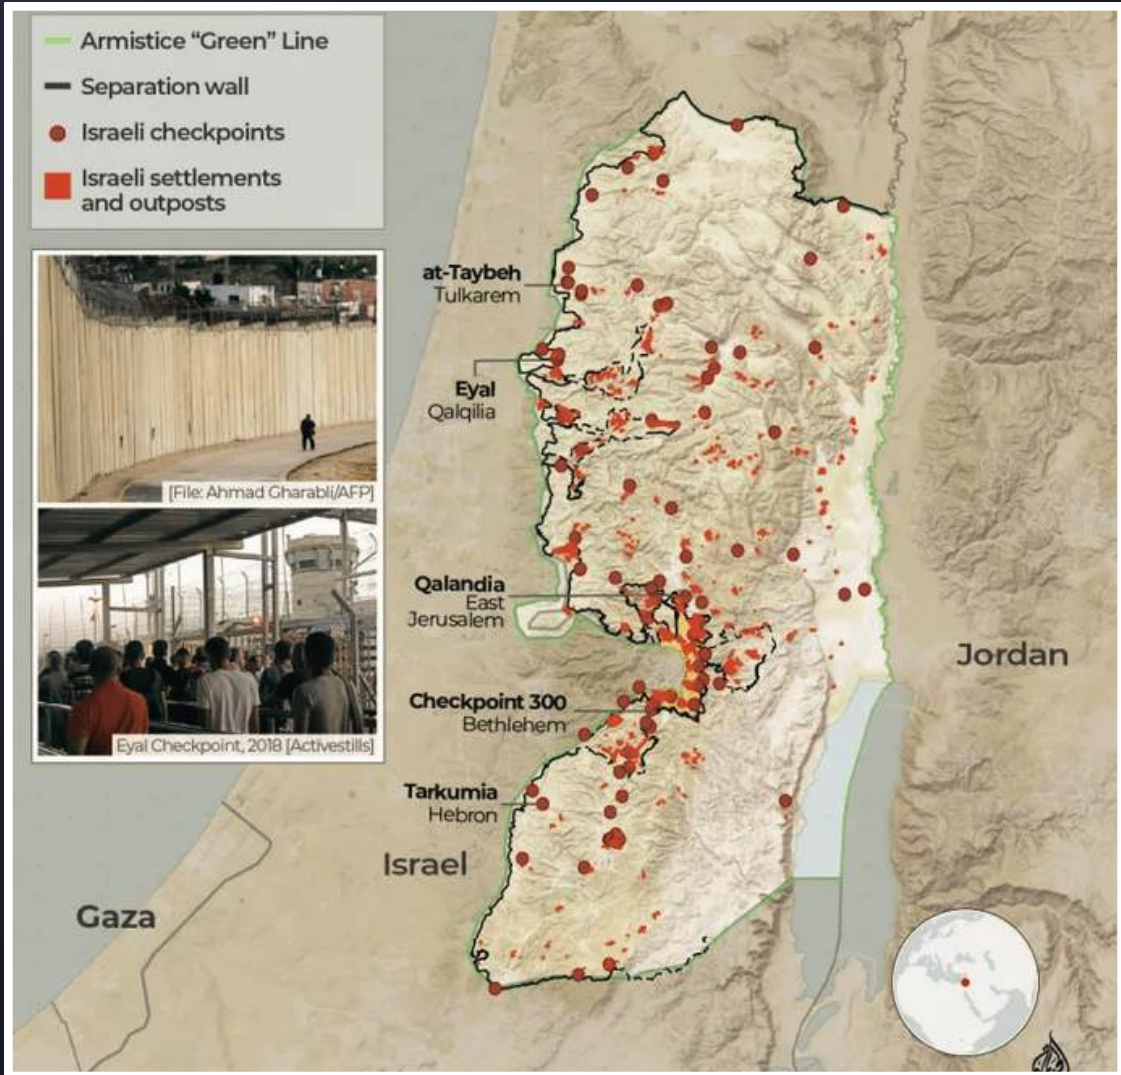 Armistice “Green” Line
Separation wall
Israeli checkpoints
Israeli settlements
and outposts
[File: Ahmad Gharabli/AFP]
Eyal Checkpoint, 2018 [Activestills]
at-Taybeh
Tulkarem
Eyal
Qalqilia
Qalandia
East
Jerusalem
Checkpoint 300
Bethlehem
Tarkumia
Hebron
Israel
Gaza
Jordan